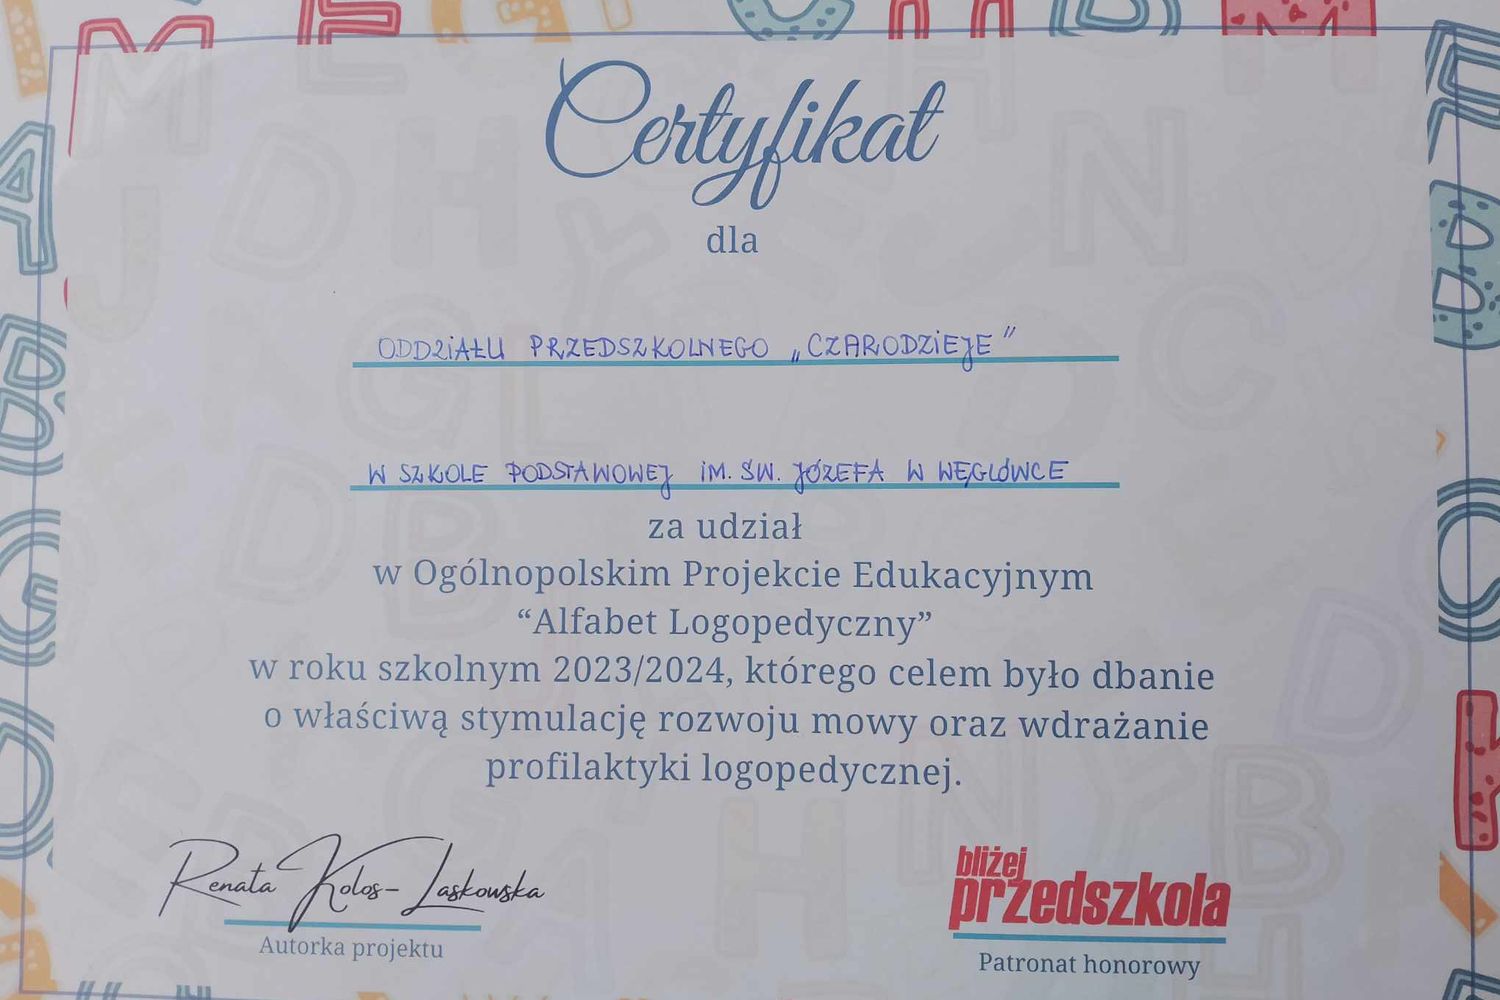 Certyfikat
dla
ODDZIAŁU PRZEDSZKOLNEGO „CZARODZIEJE”
W SZKOLE PODSTAWOWEJ IM. ŚW. JÓZEFA W WĘGLÓWCE
za udział
w Ogólnopolskim Projekcie Edukacyjnym
“Alfabet Logopedyczny”
w roku szkolnym 2023/2024, którego celem było dbanie
o właściwą stymulację rozwoju mowy oraz wdrażanie
profilaktyki logopedycznej.
Renata Kolos-Laskowska
Autorka projektu
bliżej
przedszkola
Patronat honorowy